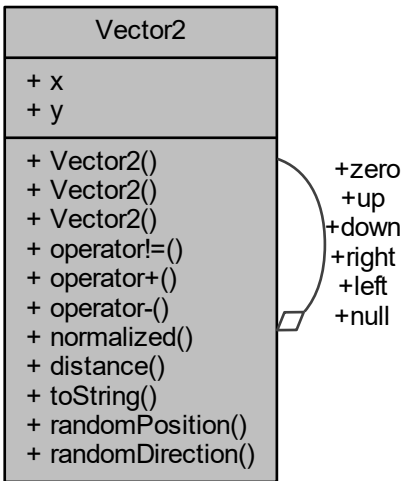 Vector2
+ x
+ y
+ Vector2()
+ Vector2()
+ Vector2()
+ operator!=()
+ operator+()
+ operator-()
+ normalized()
+ distance()
+ toString()
+ randomPosition()
+ randomDirection()
+zero
+up
+down
+right
+left
+null